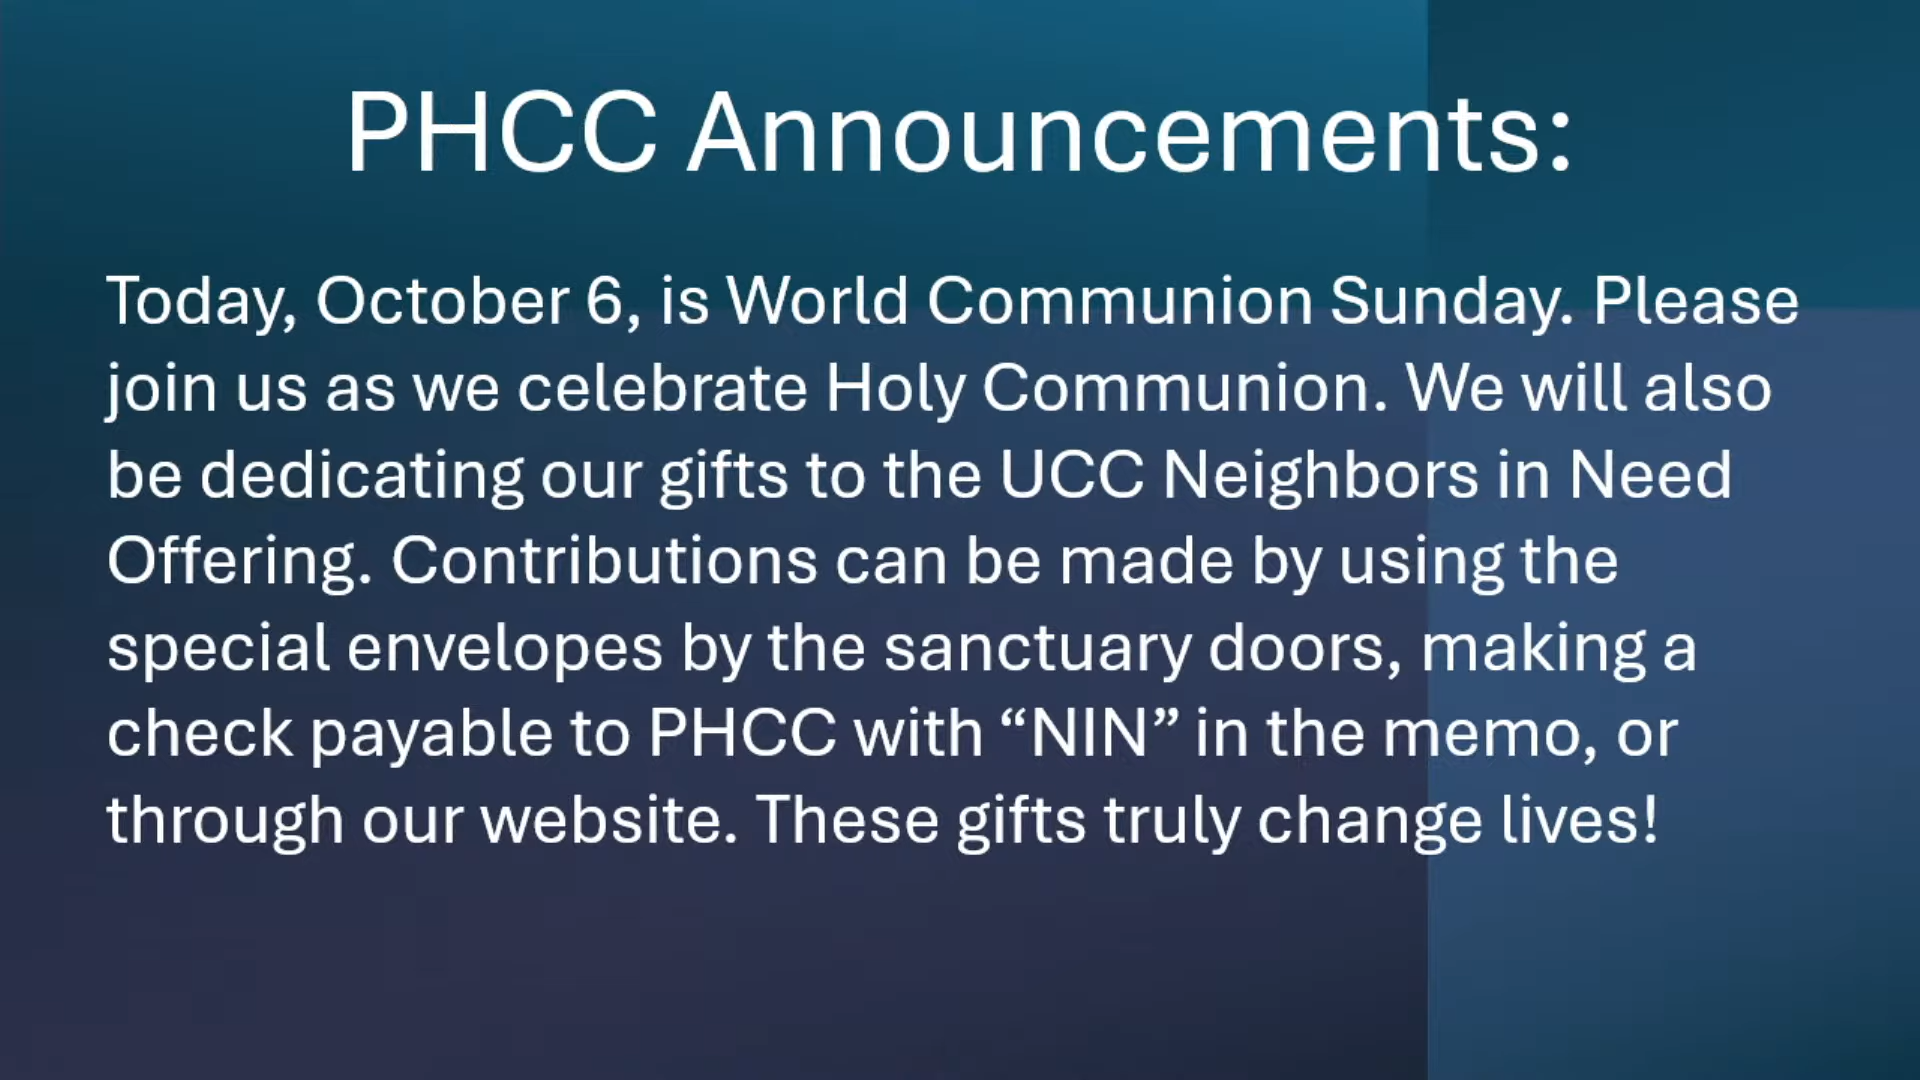 PHCC Announcements:
Today, October 6, is World Communion Sunday. Please
join us as we celebrate Holy Communion. We will also
be dedicating our gifts to the UCC Neighbors in Need
Offering. Contributions can be made by using the
special envelopes by the sanctuary doors, making a
check payable to PHCC with “NIN” in the memo, or
through our website. These gifts truly change lives!